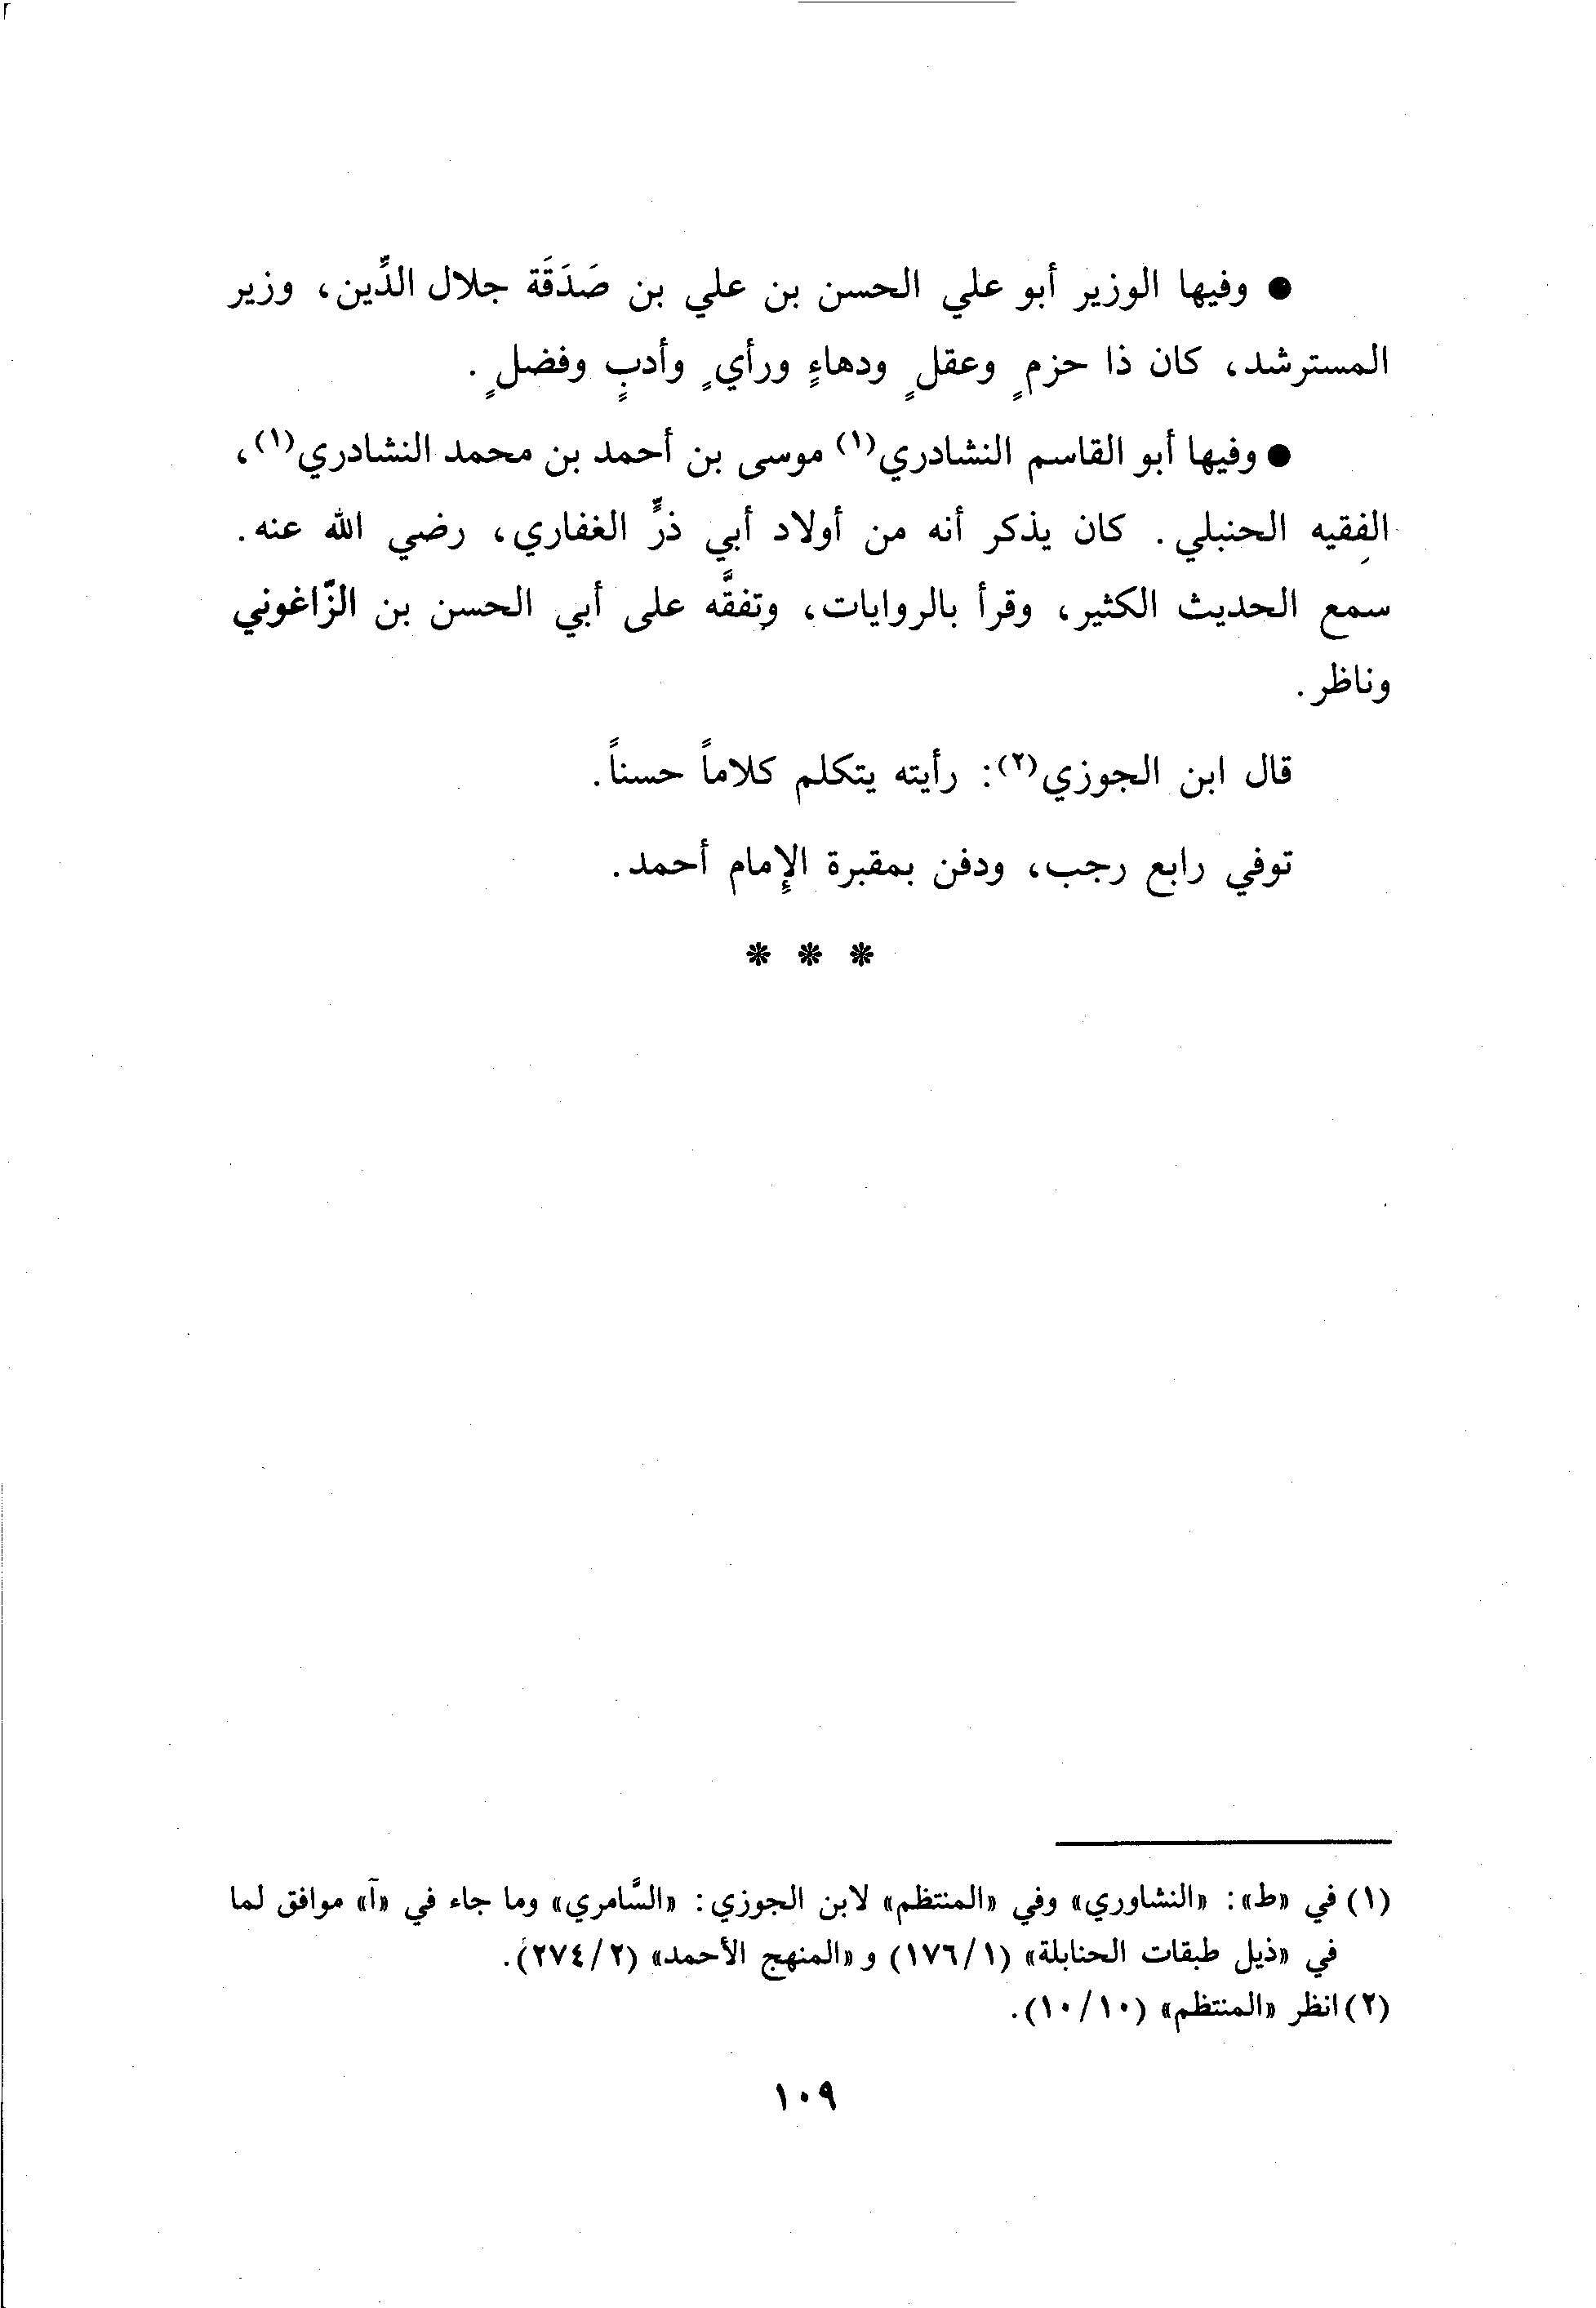 ● وفيها الوزير أبو علي الحسن بن علي بن صَدَقَة جلال الدِّين، وزير
المسترشد، كان ذا حزمٍ وعقلٍ ودهاءٍ ورأيٍ وأدبٍ وفضلٍ.
● وفيها أبو القاسم النشادري(١) موسى بن أحمد بن محمد النشادري(١)،
الفقيه الحنبلي. كان يذكر أنه من أولاد أبي ذرٍّ الغفاري، رضي الله عنه.
سمع الحديث الكثير، وقرأ بالروايات، وتفقَّه على أبي الحسن بن الزَّاغوني
وناظر.
قال ابن الجوزي(٢): رأيته يتكلم كلاماً حسناً.
توفي رابع رجب، ودفن بمقبرة الإِمام أحمد.
* * *
(١) في «ط»: «النشاوري» وفي «المنتظم» لابن الجوزي: «السَّامري» وما جاء في «آ» موافق لما
في «ذيل طبقات الحنابلة» (١/١٧٦) و«المنهج الأحمد» (٢/٢٧٤).
(٢) انظر «المنتظم» (١٠/١٠).
١٠٩